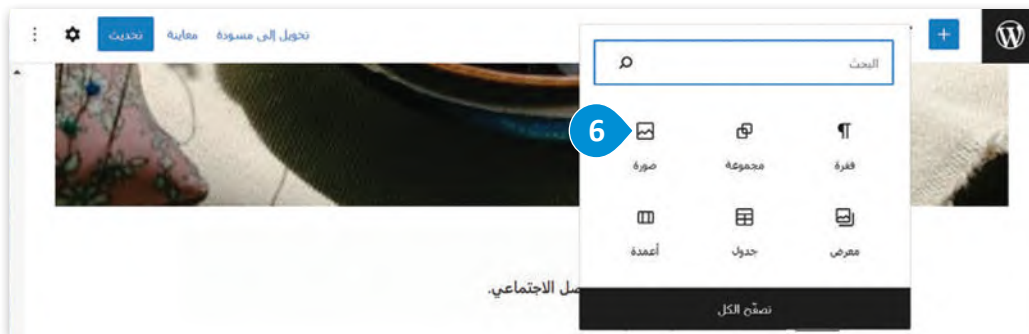 تحويل إلى مسودة معاينة تحديث
البحث
فقرة مجموعة صورة
6
معرض جدول أعمدة
الاجتماعي.
تصفّح الكل